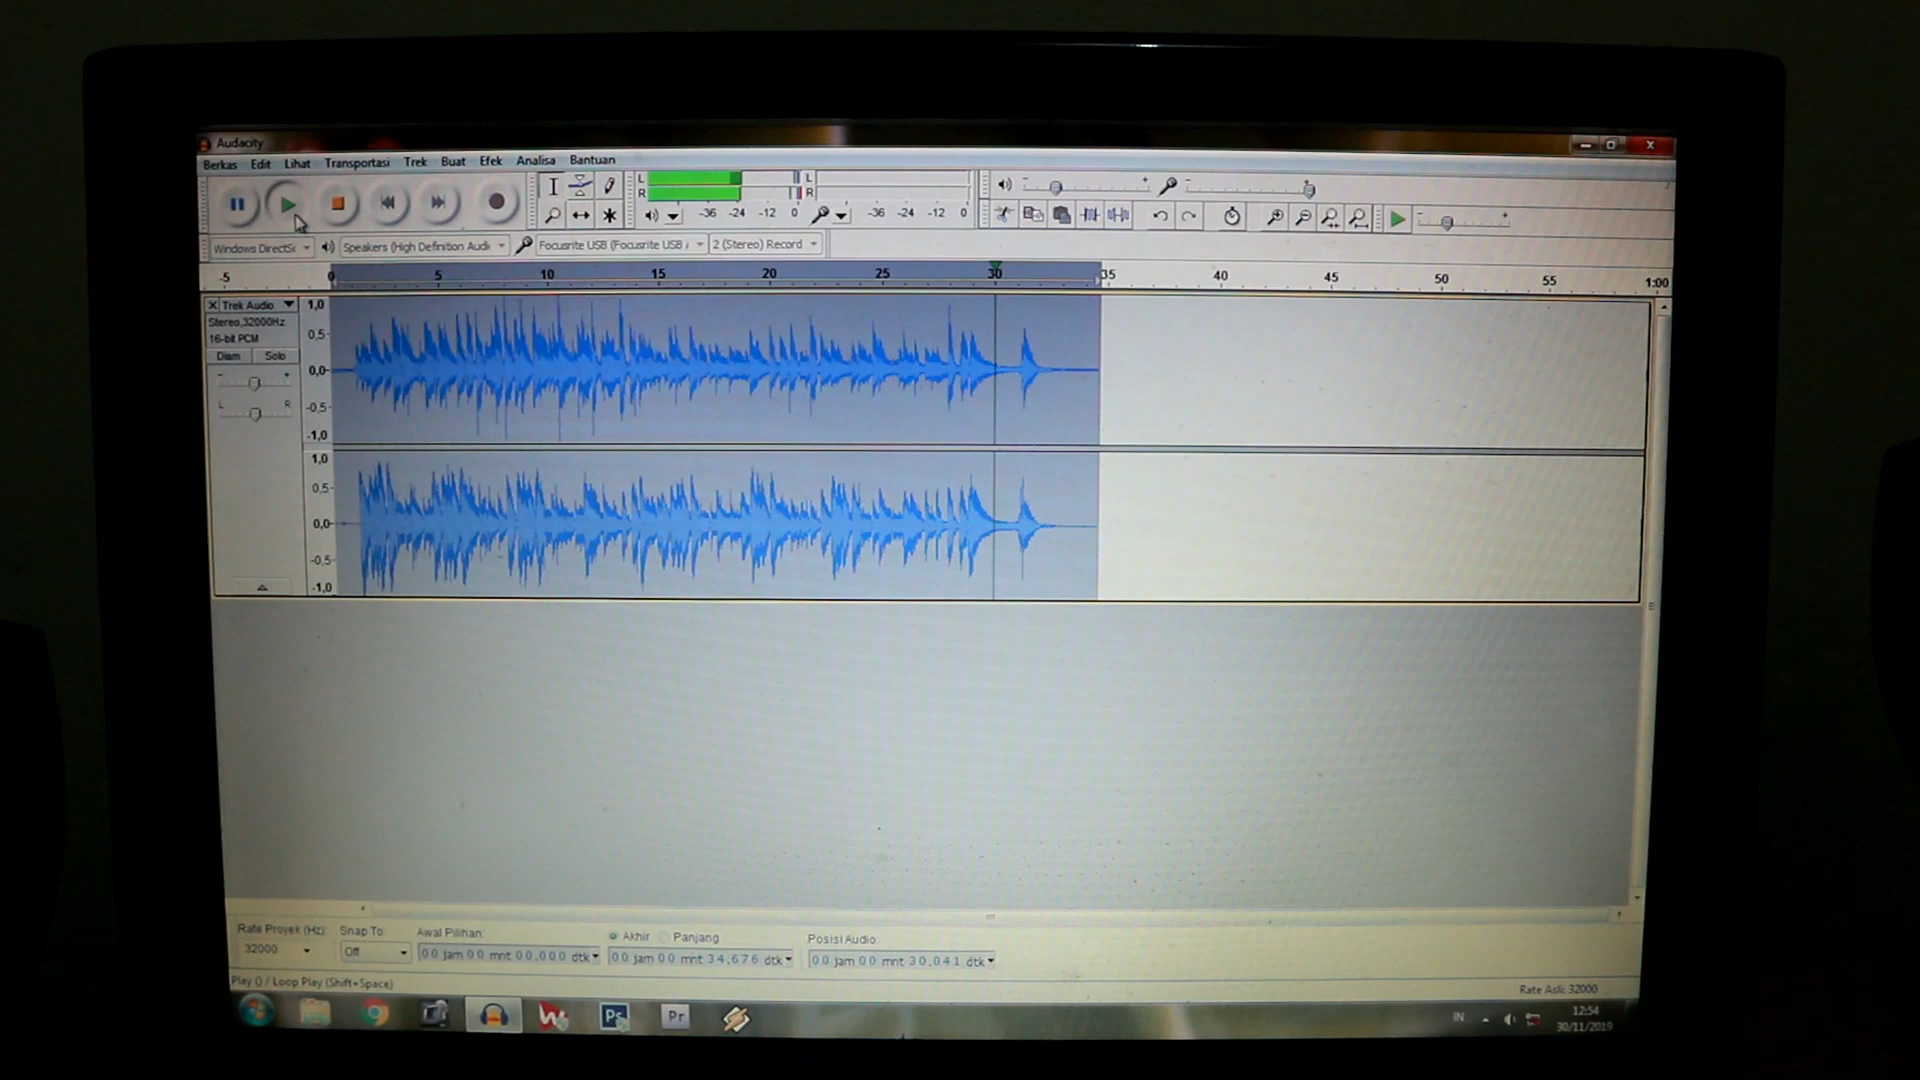 Audacity
Berkas Edit Lihat Transportasi Trek Buat Efek Analisa Bantuan
L L
R R
-36 -24 -12 0 -36 -24 -12 0
Windows DirectS Speakers (High Definition Audi Focusrite USB (Focusrite USB 2 (Stereo) Record
-5 0 5 10 15 20 25 30 35 40 45 50 55 1:00
Trek Audio
Stereo,32000Hz
16-bit PCM
Diam Solo
- +
L R
1,0
0,5
0,0
-0,5
-1,0
1,0
0,5
0,0
-0,5
-1,0
Rate Proyek (Hz): Snap To: Awal Pilihan: Akhir Panjang Posisi Audio:
32000 Off 00 jam 00 mnt 00,000 dtk 00 jam 00 mnt 34,676 dtk 00 jam 00 mnt 30,041 dtk
Play () / Loop Play (Shift+Space) Rate Asli: 32000
Ps Pr IN 12:54
30/11/2019